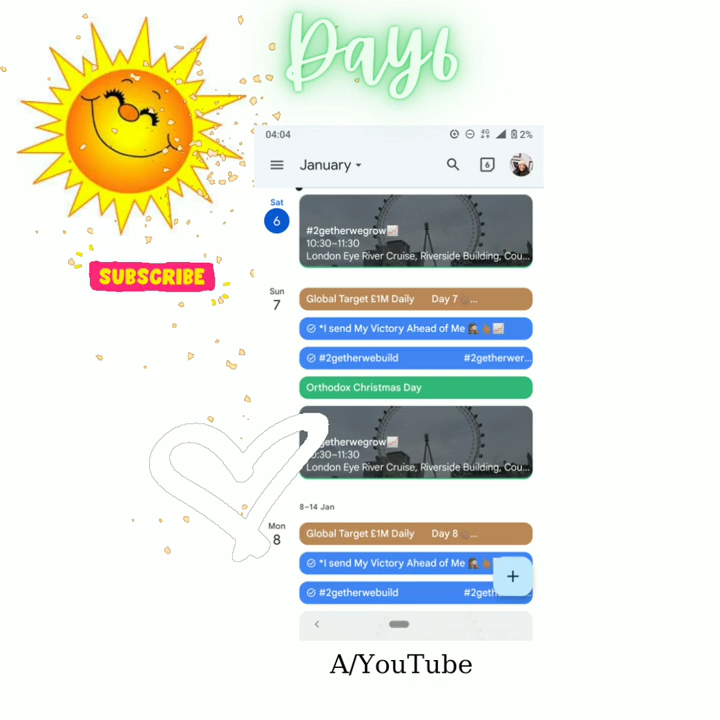 Day6
04:04
4G
2%
January
6
SUBSCRIBE
Sat
6
#2getherwegrow
10:30–11:30
London Eye River Cruise, Riverside Building, Cou...
Sun
7
Global Target £1M Daily Day 7 ...
*I send My Victory Ahead of Me
#2getherwebuild #2getherwer...
Orthodox Christmas Day
getherwegrow
0:30–11:30
London Eye River Cruise, Riverside Building, Cou...
8–14 Jan
Mon
8
Global Target £1M Daily Day 8 ...
*I send My Victory Ahead of Me
#2getherwebuild #2geth
A/YouTube